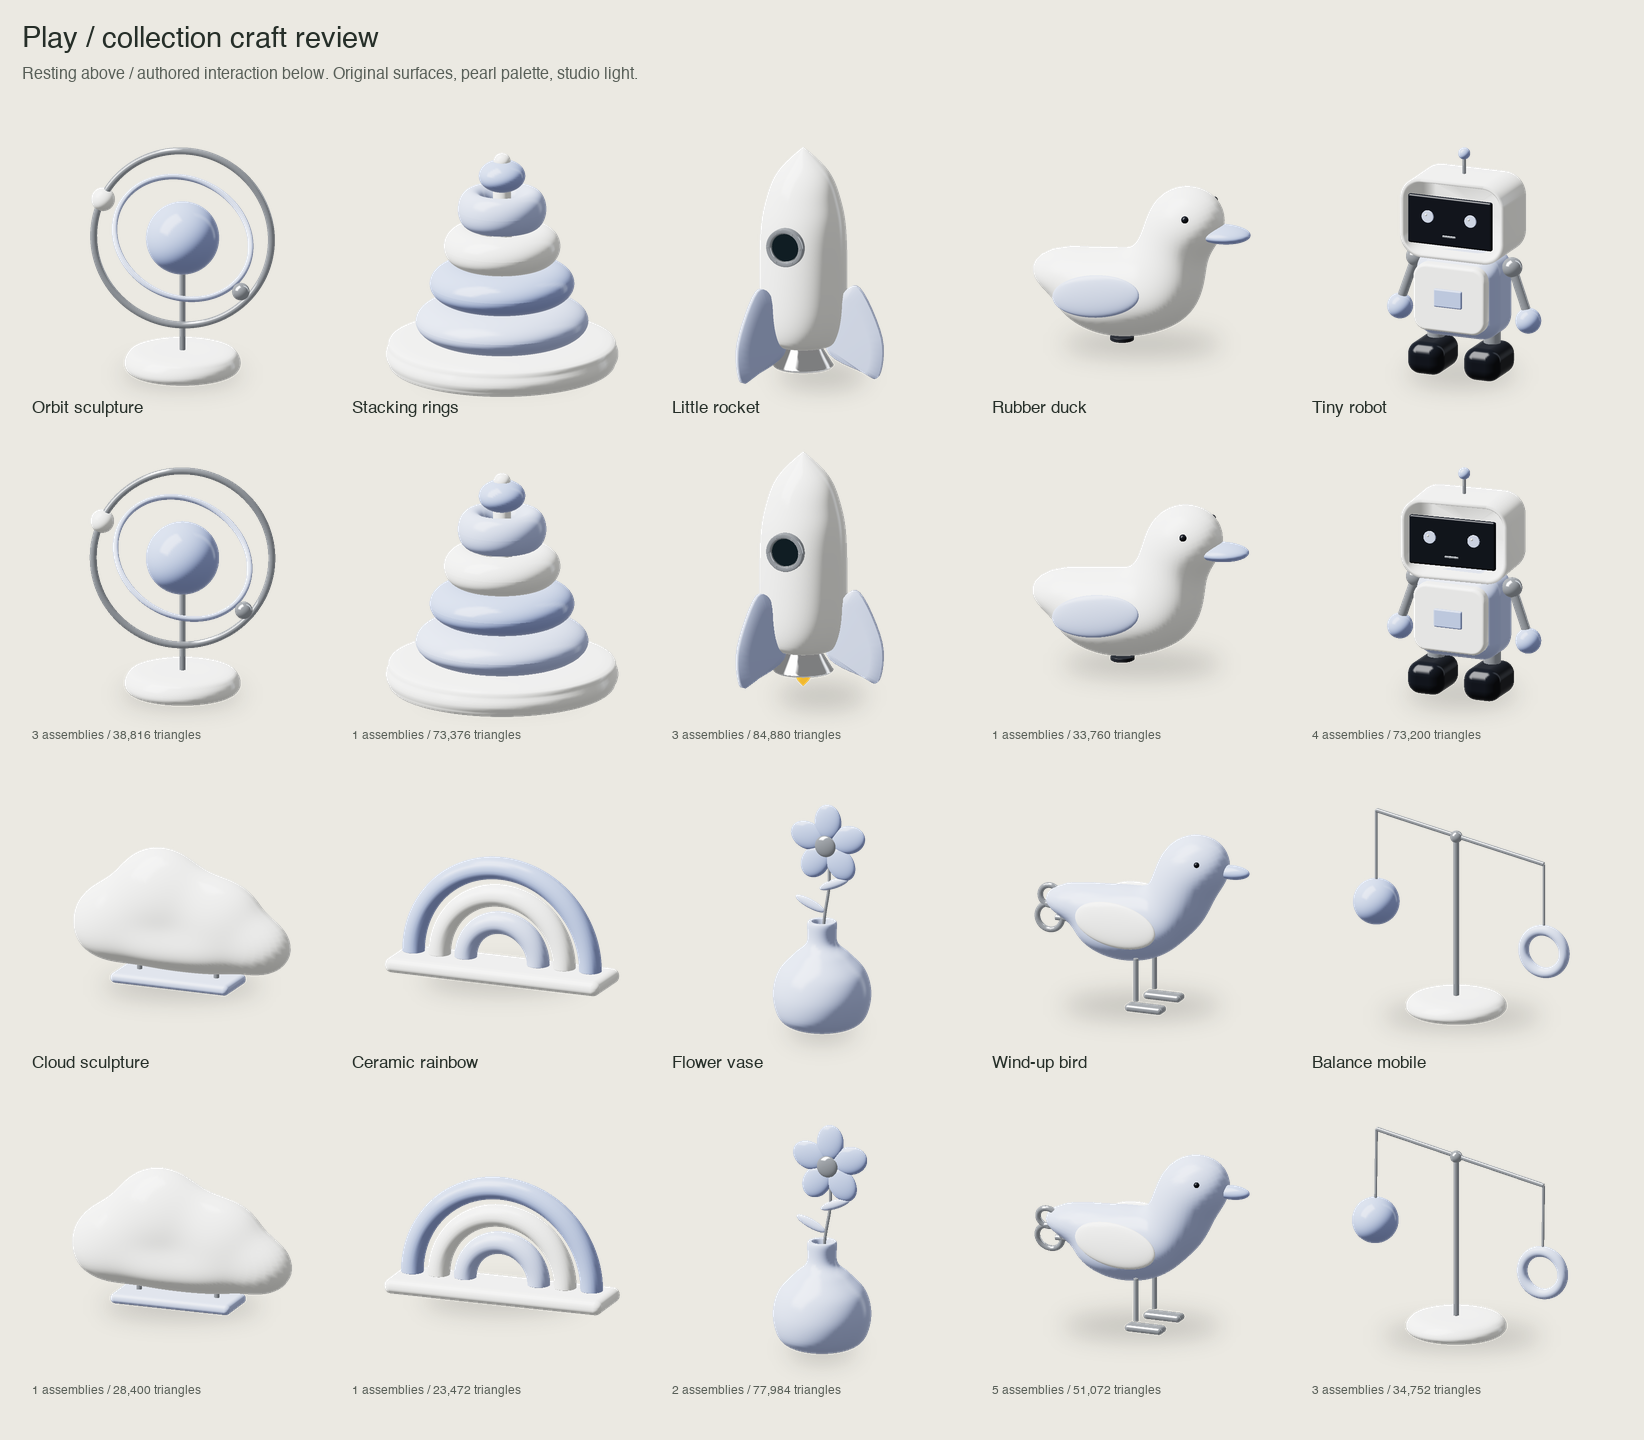 Play / collection craft review
Resting above / authored interaction below. Original surfaces, pearl palette, studio light.
Orbit sculpture
Stacking rings
Little rocket
Rubber duck
Tiny robot
3 assemblies / 38,816 triangles
1 assemblies / 73,376 triangles
3 assemblies / 84,880 triangles
1 assemblies / 33,760 triangles
4 assemblies / 73,200 triangles
Cloud sculpture
Ceramic rainbow
Flower vase
Wind-up bird
Balance mobile
1 assemblies / 28,400 triangles
1 assemblies / 23,472 triangles
2 assemblies / 77,984 triangles
5 assemblies / 51,072 triangles
3 assemblies / 34,752 triangles